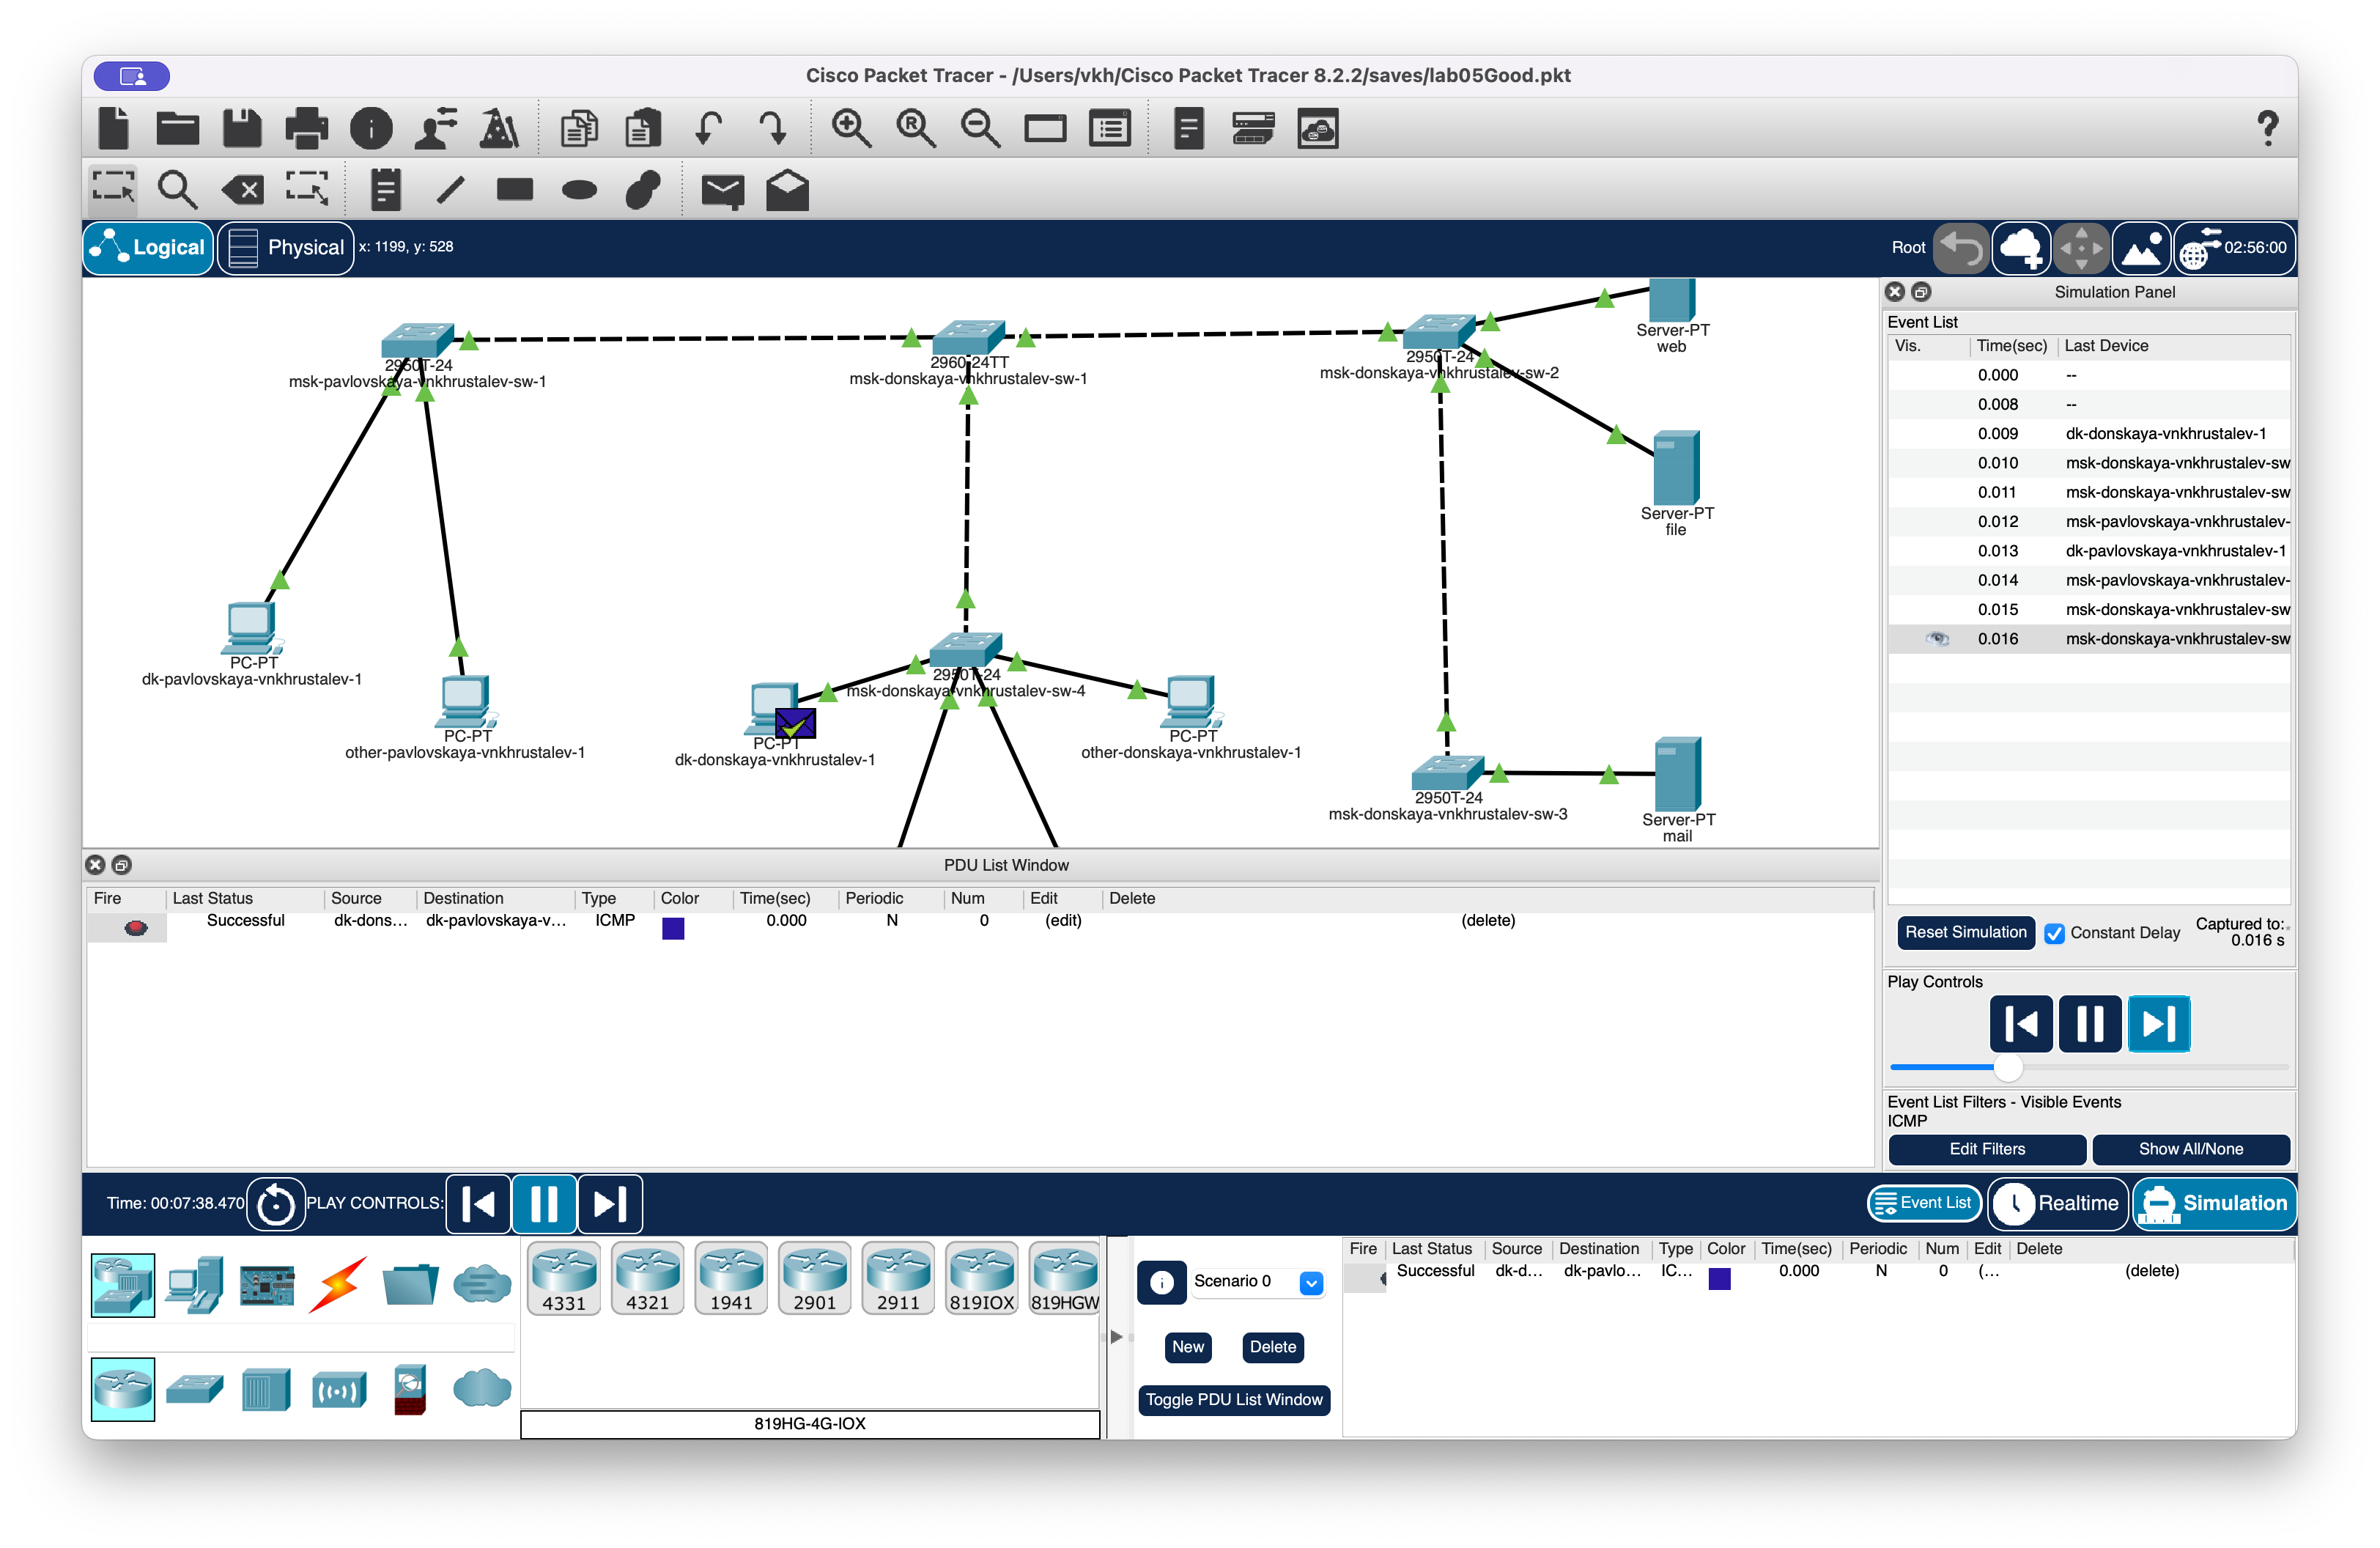 Cisco Packet Tracer - /Users/vkh/Cisco Packet Tracer 8.2.2/saves/lab05Good.pkt
Logical
Physical
x: 1199, y: 528
Root
02:56:00
2950T-24
msk-pavlovskaya-vnkhrustalev-sw-1
2960-24TT
msk-donskaya-vnkhrustalev-sw-1
2950T-24
msk-donskaya-vnkhrustalev-sw-2
Server-PT
web
Server-PT
file
PC-PT
dk-pavlovskaya-vnkhrustalev-1
PC-PT
other-pavlovskaya-vnkhrustalev-1
2950T-24
msk-donskaya-vnkhrustalev-sw-4
PC-PT
dk-donskaya-vnkhrustalev-1
PC-PT
other-donskaya-vnkhrustalev-1
2950T-24
msk-donskaya-vnkhrustalev-sw-3
Server-PT
mail
Simulation Panel
Event List
Vis. Time(sec) Last Device
0.000 --
0.008 --
0.009 dk-donskaya-vnkhrustalev-1
0.010 msk-donskaya-vnkhrustalev-sw
0.011 msk-donskaya-vnkhrustalev-sw
0.012 msk-pavlovskaya-vnkhrustalev-
0.013 dk-pavlovskaya-vnkhrustalev-1
0.014 msk-pavlovskaya-vnkhrustalev-
0.015 msk-donskaya-vnkhrustalev-sw
0.016 msk-donskaya-vnkhrustalev-sw
Reset Simulation
Constant Delay
Captured to:
0.016 s
Play Controls
Event List Filters - Visible Events
ICMP
Edit Filters
Show All/None
PDU List Window
Fire Last Status Source Destination Type Color Time(sec) Periodic Num Edit Delete
Successful dk-dons... dk-pavlovskaya-v... ICMP 0.000 N 0 (edit) (delete)
Time: 00:07:38.470
PLAY CONTROLS:
Event List
Realtime
Simulation
4331 4321 1941 2901 2911 819IOX 819HGW
819HG-4G-IOX
Scenario 0
New
Delete
Toggle PDU List Window
Fire Last Status Source Destination Type Color Time(sec) Periodic Num Edit Delete
Successful dk-d... dk-pavlo... IC... 0.000 N 0 (... (delete)